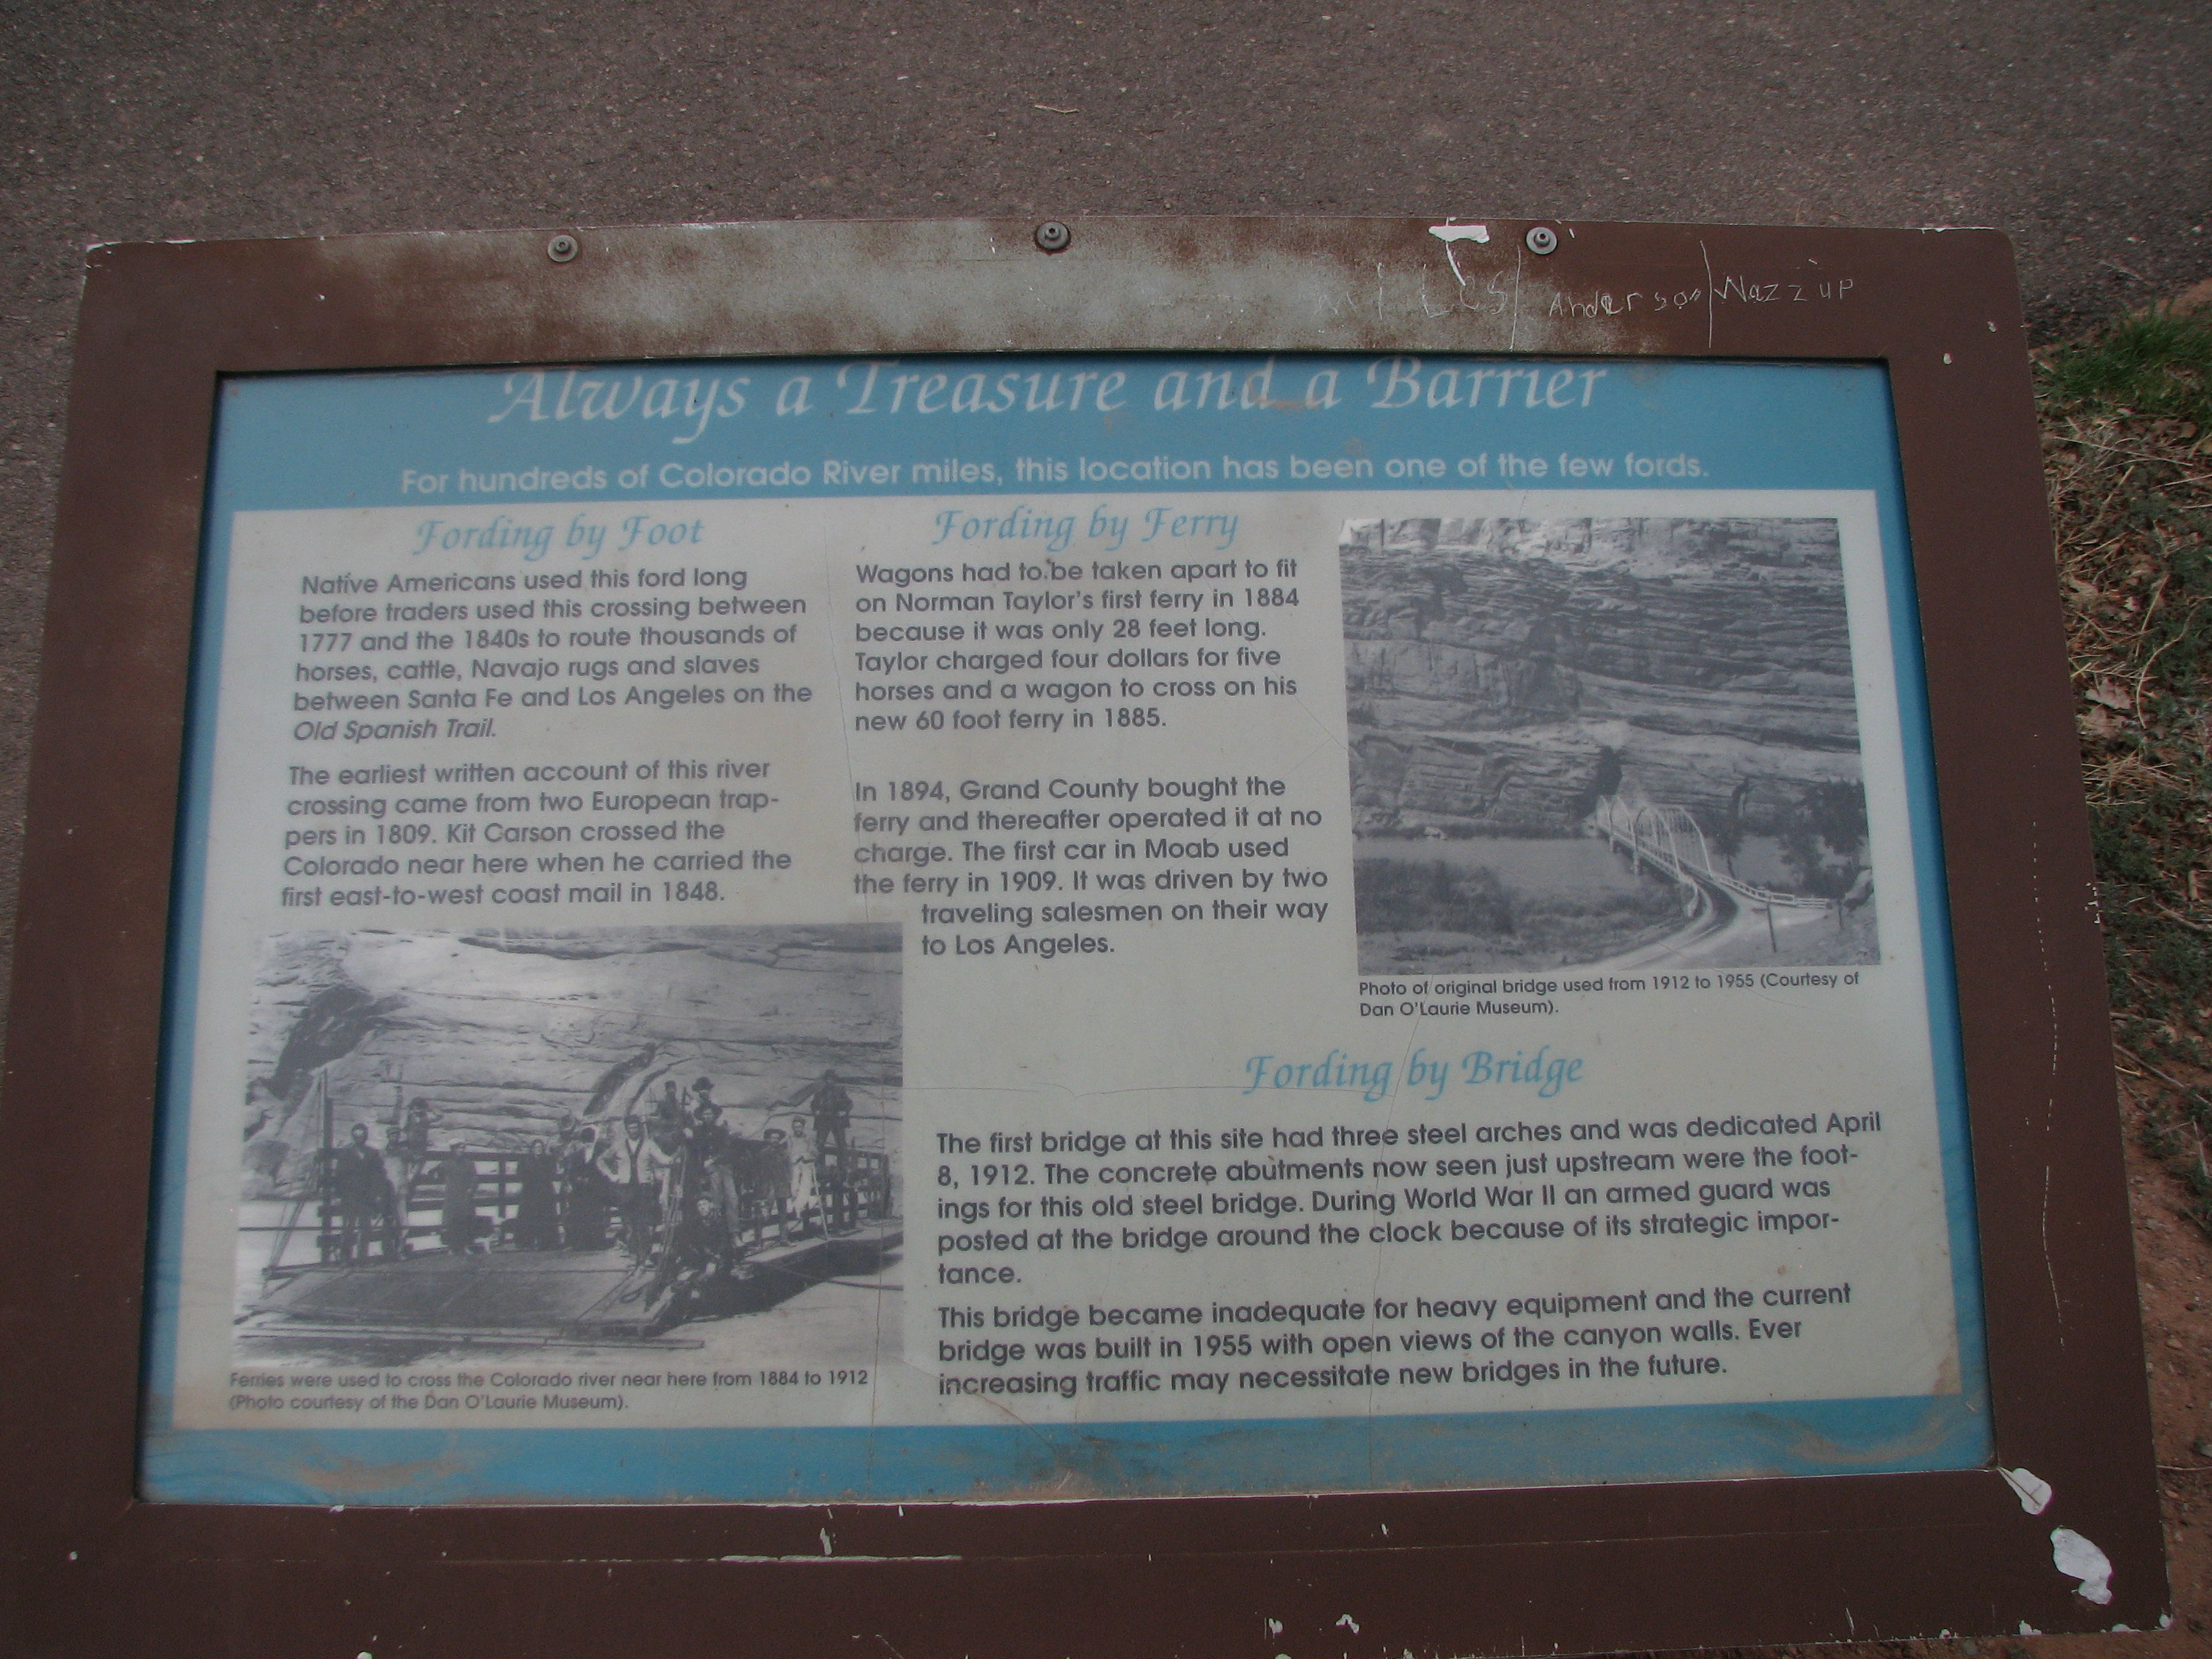 MILES Anderson Wazzup
Always a Treasure and a Barrier
For hundreds of Colorado River miles, this location has been one of the few fords.
Fording by Foot
Native Americans used this ford long
before traders used this crossing between
1777 and the 1840s to route thousands of
horses, cattle, Navajo rugs and slaves
between Santa Fe and Los Angeles on the
Old Spanish Trail.
The earliest written account of this river
crossing came from two European trap-
pers in 1809. Kit Carson crossed the
Colorado near here when he carried the
first east-to-west coast mail in 1848.
Ferries were used to cross the Colorado river near here from 1884 to 1912
(Photo courtesy of the Dan O'Laurie Museum).
Fording by Ferry
Wagons had to be taken apart to fit
on Norman Taylor's first ferry in 1884
because it was only 28 feet long.
Taylor charged four dollars for five
horses and a wagon to cross on his
new 60 foot ferry in 1885.
In 1894, Grand County bought the
ferry and thereafter operated it at no
charge. The first car in Moab used
the ferry in 1909. It was driven by two
traveling salesmen on their way
to Los Angeles.
Photo of original bridge used from 1912 to 1955 (Courtesy of
Dan O'Laurie Museum).
Fording by Bridge
The first bridge at this site had three steel arches and was dedicated April
8, 1912. The concrete abutments now seen just upstream were the foot-
ings for this old steel bridge. During World War II an armed guard was
posted at the bridge around the clock because of its strategic impor-
tance.
This bridge became inadequate for heavy equipment and the current
bridge was built in 1955 with open views of the canyon walls. Ever
increasing traffic may necessitate new bridges in the future.